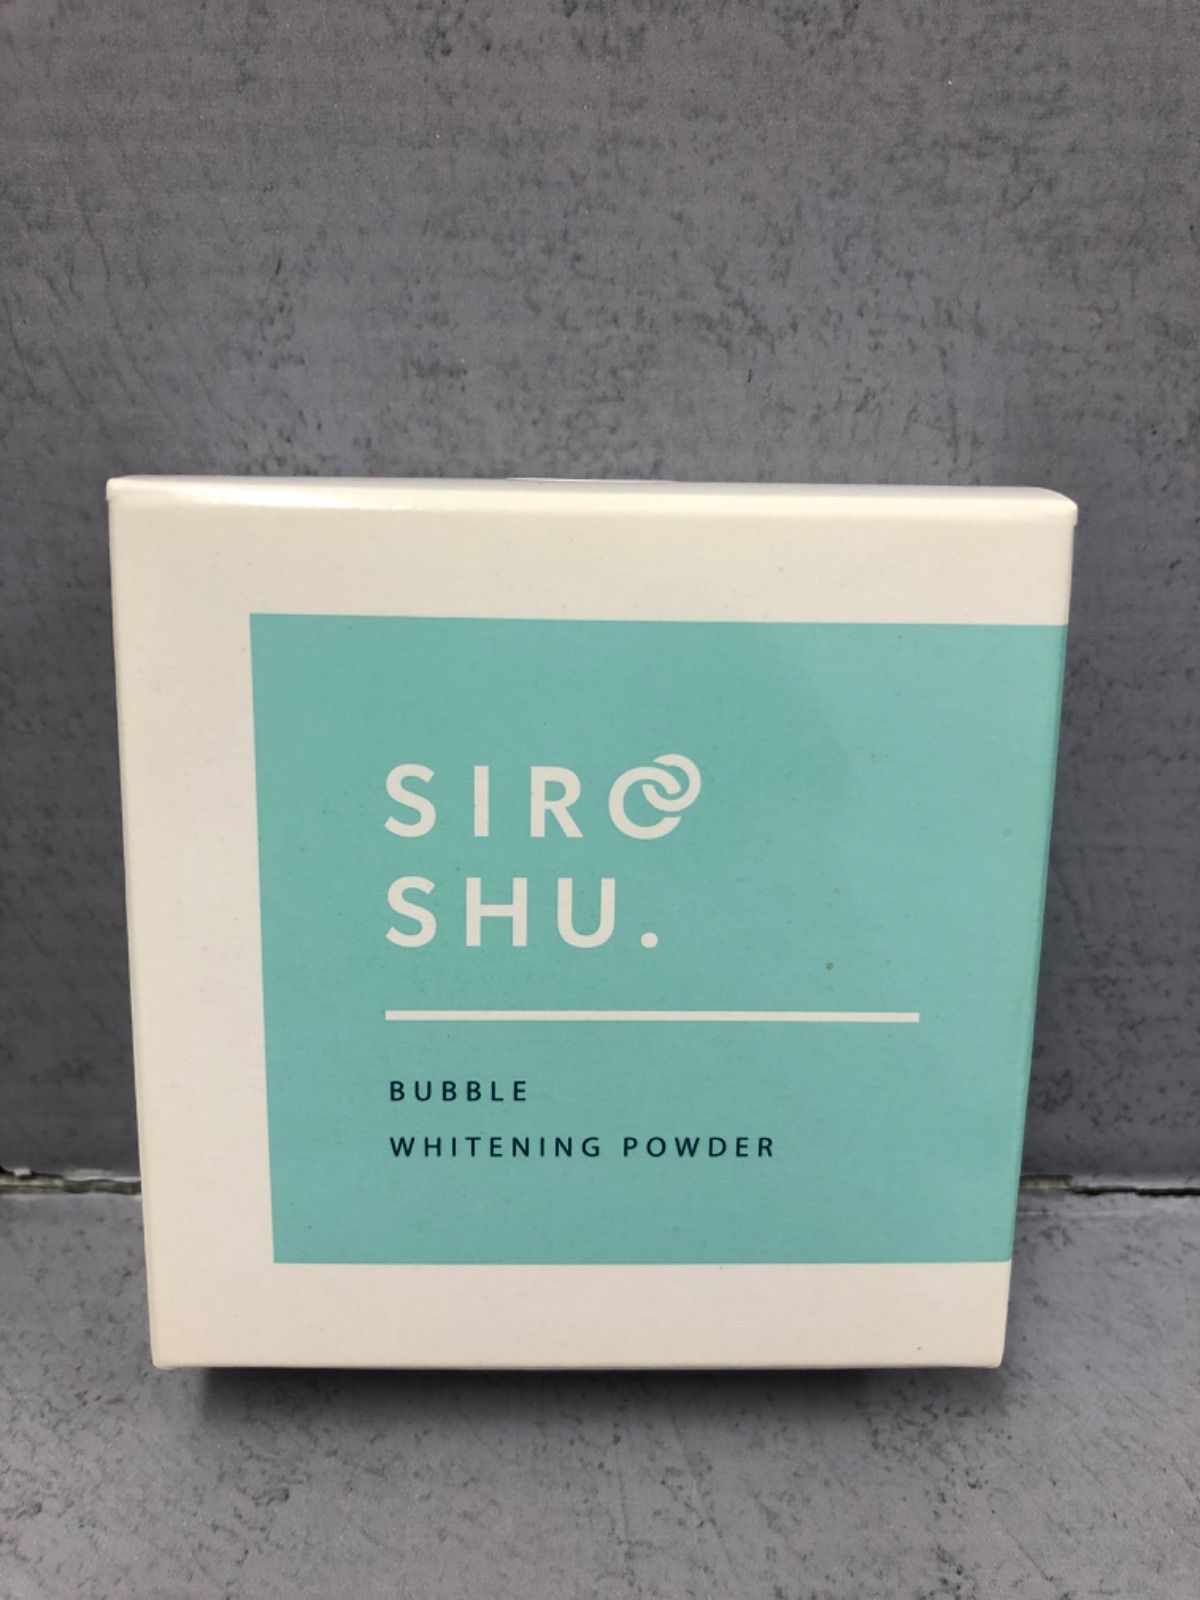 SIRO
SHU.
BUBBLE
WHITENING POWDER